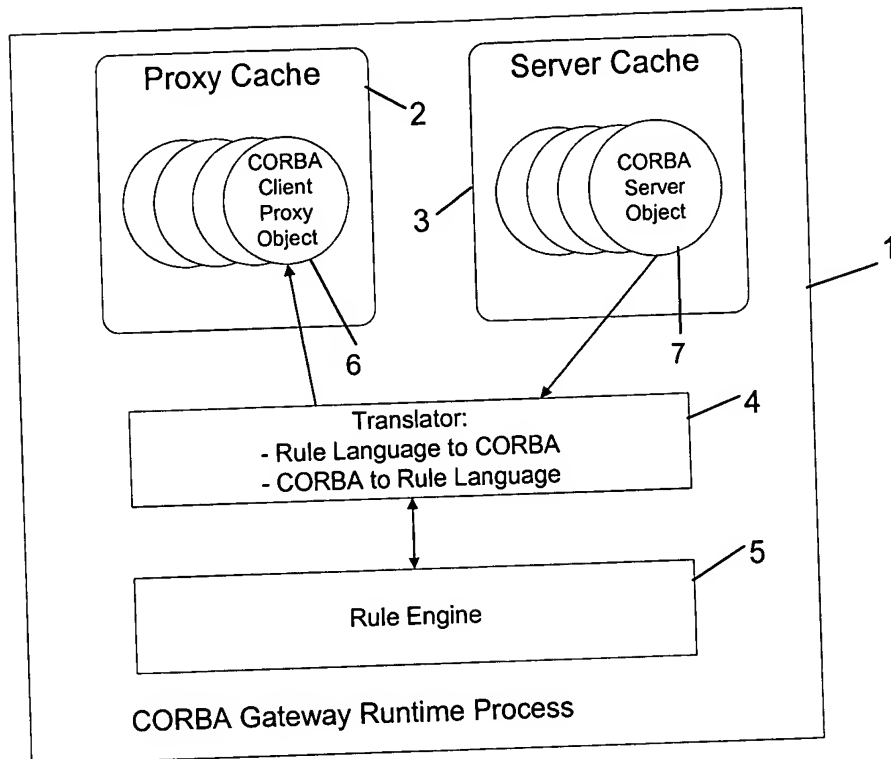 Proxy Cache
2
CORBA
Client
Proxy
Object
6
Server Cache
3
CORBA
Server
Object
7
1
Translator:
- Rule Language to CORBA
- CORBA to Rule Language
4
Rule Engine
5
CORBA Gateway Runtime Process